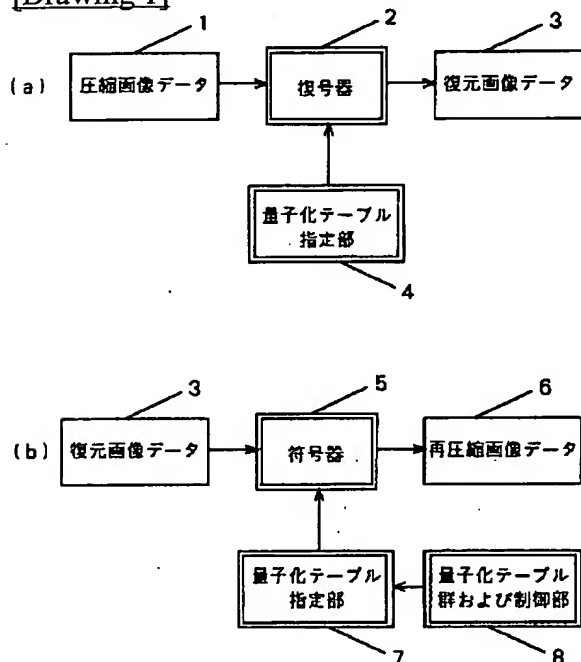 [Drawing 1]
1 2 3
(a) 圧縮画像データ 復号器 復元画像データ
量子化テーブル
指定部
4
3 5 6
(b) 復元画像データ 符号器 再圧縮画像データ
量子化テーブル 量子化テーブル
指定部 群および制御部
7 8